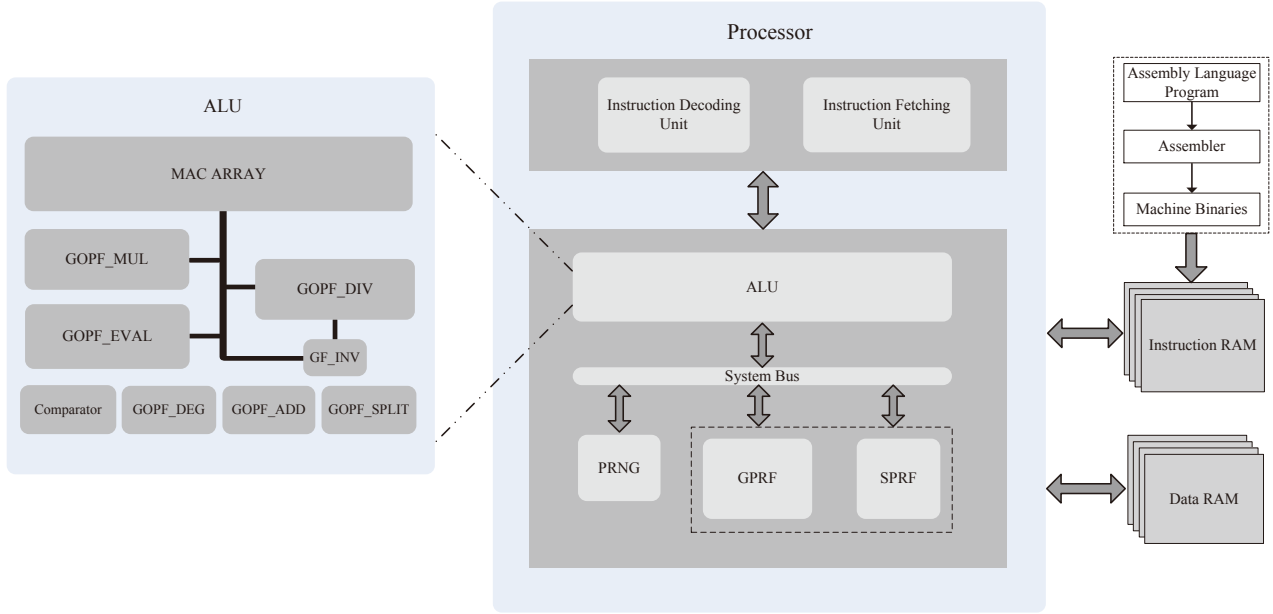 ALU
MAC ARRAY
GOPF_MUL
GOPF_DIV
GOPF_EVAL
GF_INV
Comparator
GOPF_DEG
GOPF_ADD
GOPF_SPLIT
Processor
Instruction Decoding
Unit
Instruction Fetching
Unit
ALU
System Bus
PRNG
GPRF
SPRF
Assembly Language
Program
Assembler
Machine Binaries
Instruction RAM
Data RAM